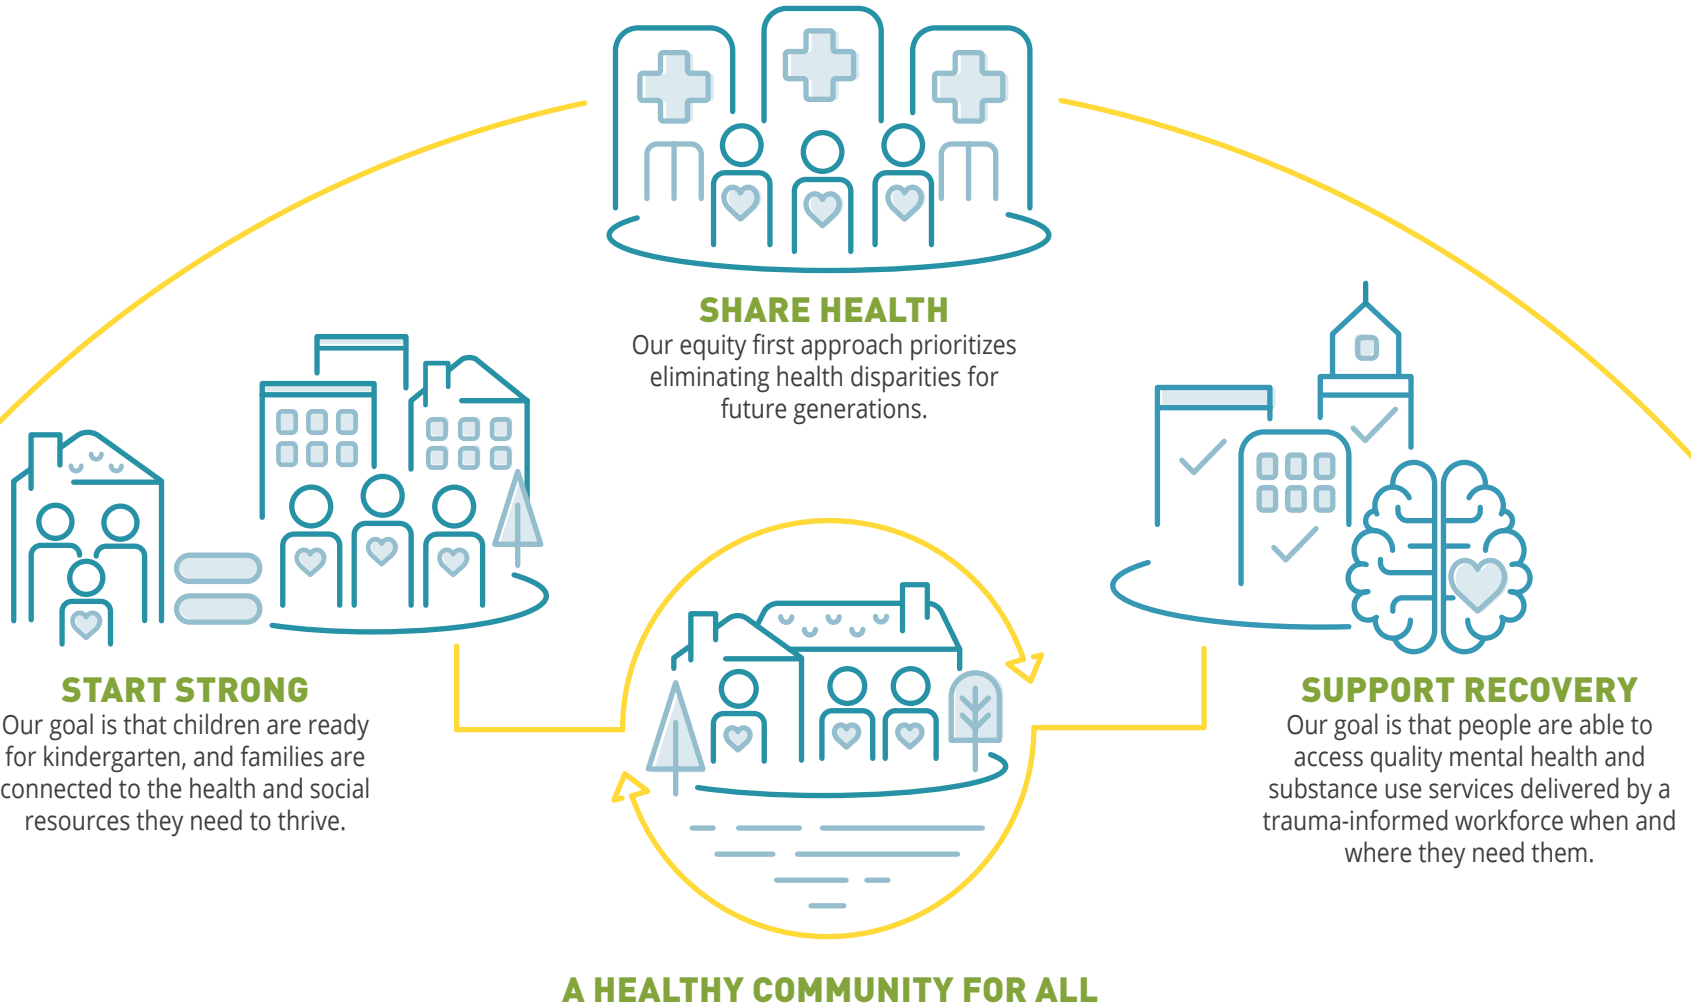 SHARE HEALTH
Our equity first approach prioritizes
eliminating health disparities for
future generations.
START STRONG
Our goal is that children are ready
for kindergarten, and families are
connected to the health and social
resources they need to thrive.
SUPPORT RECOVERY
Our goal is that people are able to
access quality mental health and
substance use services delivered by a
trauma-informed workforce when and
where they need them.
A HEALTHY COMMUNITY FOR ALL